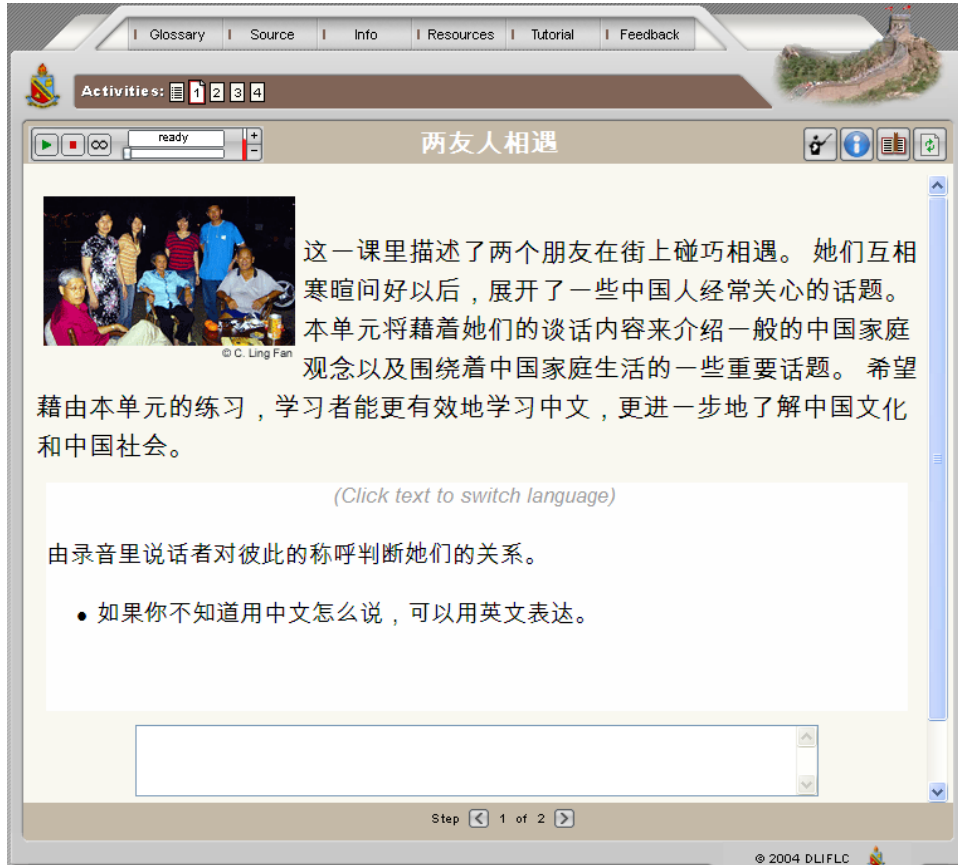 Glossary
Source
Info
Resources
Tutorial
Feedback
Activities: 1 2 3 4
ready
+
-
两友人相遇
© C. Ling Fan
这一课里描述了两个朋友在街上碰巧相遇。 她们互相
寒暄问好以后，展开了一些中国人经常关心的话题。
本单元将藉着她们的谈话内容来介绍一般的中国家庭
观念以及围绕着中国家庭生活的一些重要话题。 希望
藉由本单元的练习，学习者能更有效地学习中文，更进一步地了解中国文化
和中国社会。
(Click text to switch language)
由录音里说话者对彼此的称呼判断她们的关系。
• 如果你不知道用中文怎么说，可以用英文表达。
Step 1 of 2
© 2004 DLIFLC